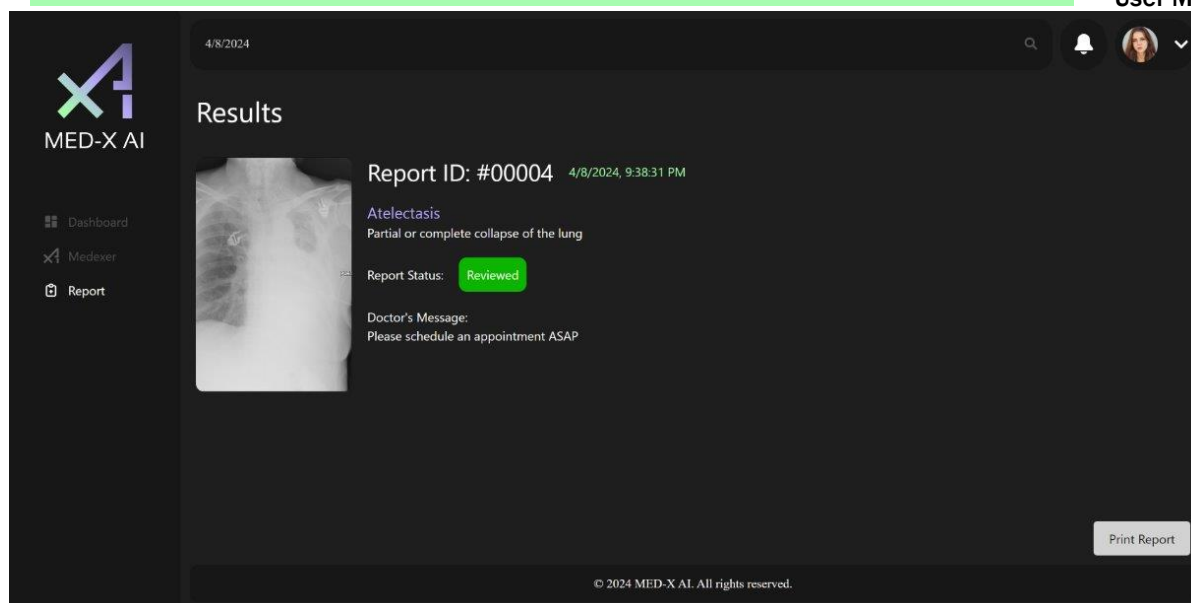 User M
4/8/2024
MED-X AI
Results
Report ID: #00004 4/8/2024, 9:38:31 PM
Atelectasis
Partial or complete collapse of the lung
Report Status: Reviewed
Doctor's Message:
Please schedule an appointment ASAP
Dashboard
Medexer
Report
Print Report
© 2024 MED-X AI. All rights reserved.